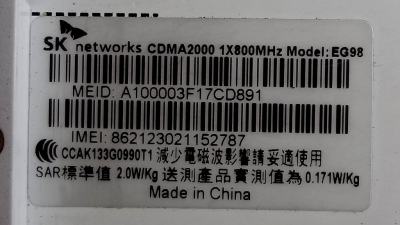 SK networks CDMA2000 1X800MHz Model:EG98
MEID: A100003F17CD891
IMEI: 862123021152787
CCAK133G0990T1 減少電磁波影響請妥適使用
SAR標準值 2.0W/Kg 送測產品實測值為 0.171W/Kg
Made in China